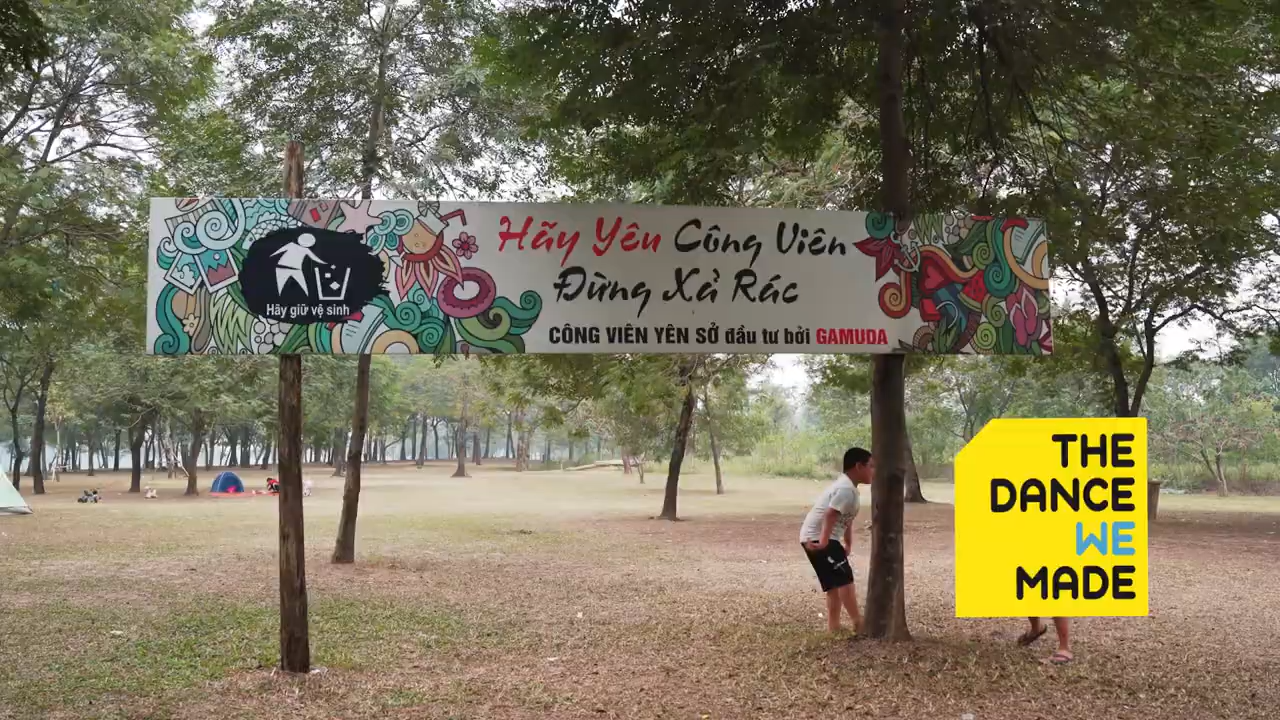 Hãy Yêu Công Viên
Đừng Xả Rác
Hãy giữ vệ sinh
CÔNG VIÊN YÊN SỞ đầu tư bởi GAMUDA
THE
DANCE
WE
MADE